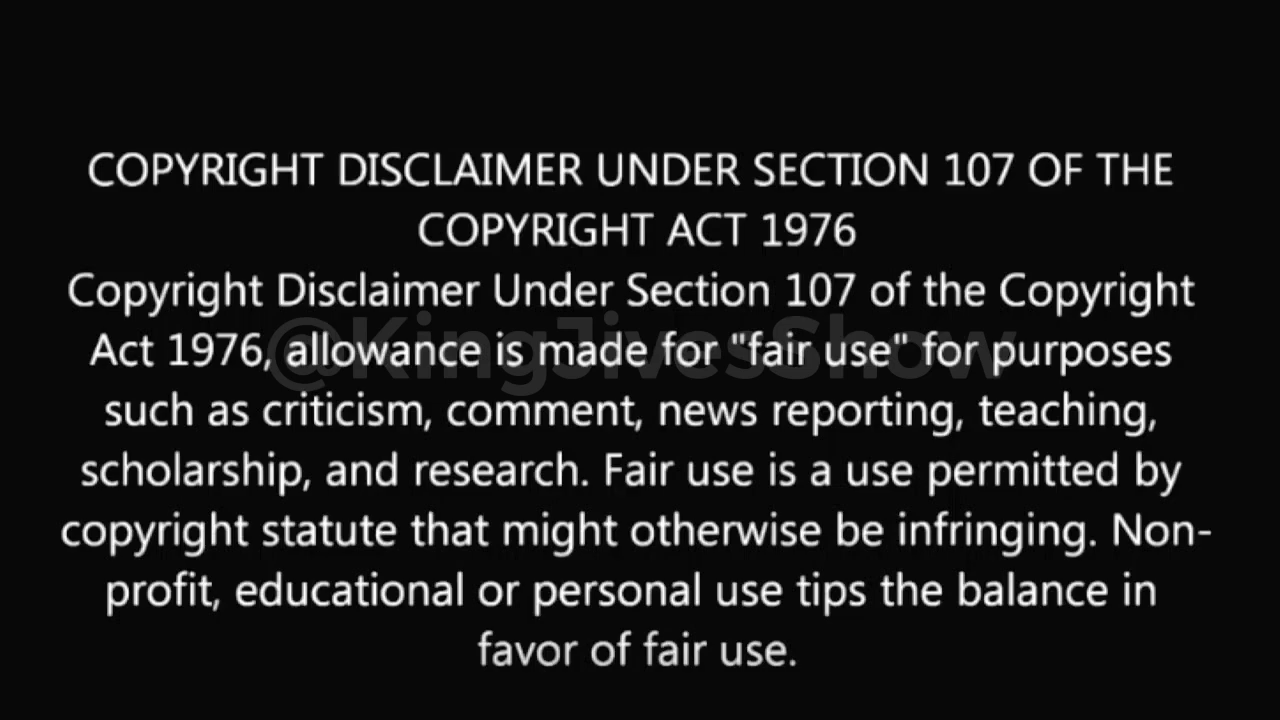 COPYRIGHT DISCLAIMER UNDER SECTION 107 OF THE
COPYRIGHT ACT 1976
Copyright Disclaimer Under Section 107 of the Copyright
Act 1976, allowance is made for "fair use" for purposes
@KingJivesShow
such as criticism, comment, news reporting, teaching,
scholarship, and research. Fair use is a use permitted by
copyright statute that might otherwise be infringing. Non-
profit, educational or personal use tips the balance in
favor of fair use.